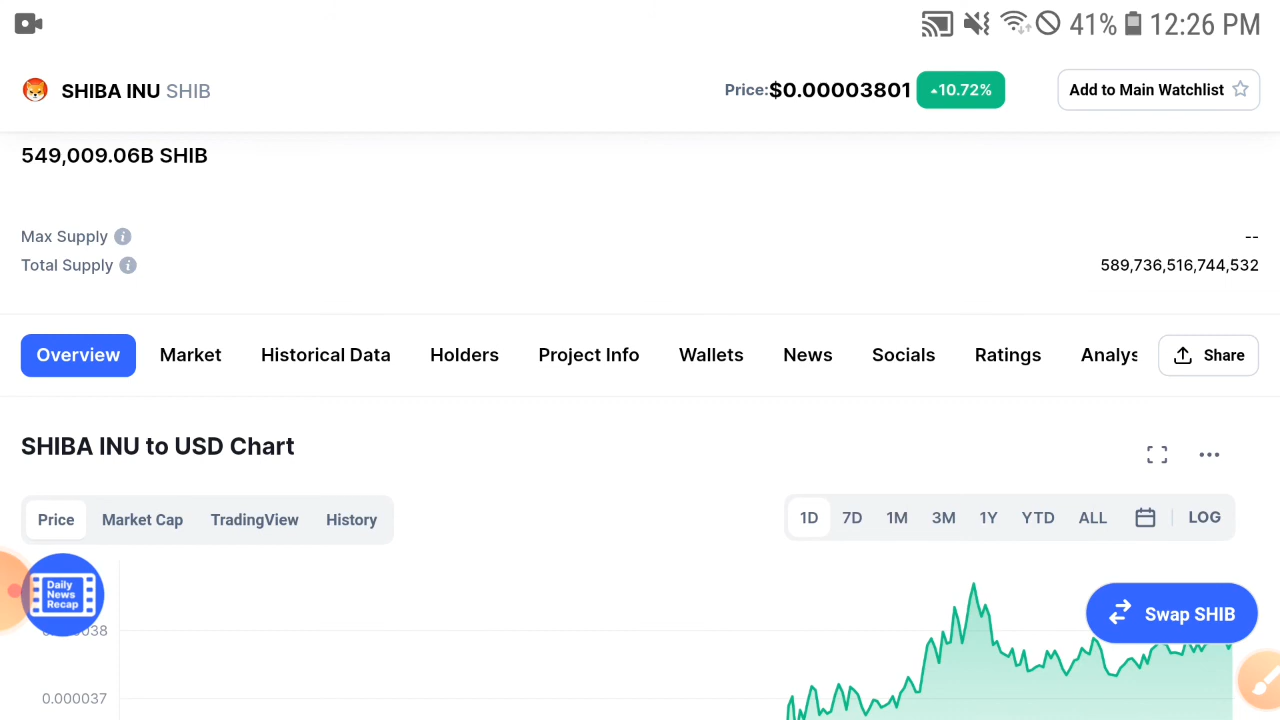 41% 12:26 PM
SHIBA INU SHIB Price:$0.00003801 10.72% Add to Main Watchlist
549,009.06B SHIB
Max Supply --
Total Supply 589,736,516,744,532
Overview Market Historical Data Holders Project Info Wallets News Socials Ratings Analys Share
SHIBA INU to USD Chart
Price Market Cap TradingView History 1D 7D 1M 3M 1Y YTD ALL LOG
Daily
News
Recap
Swap SHIB
0.000037